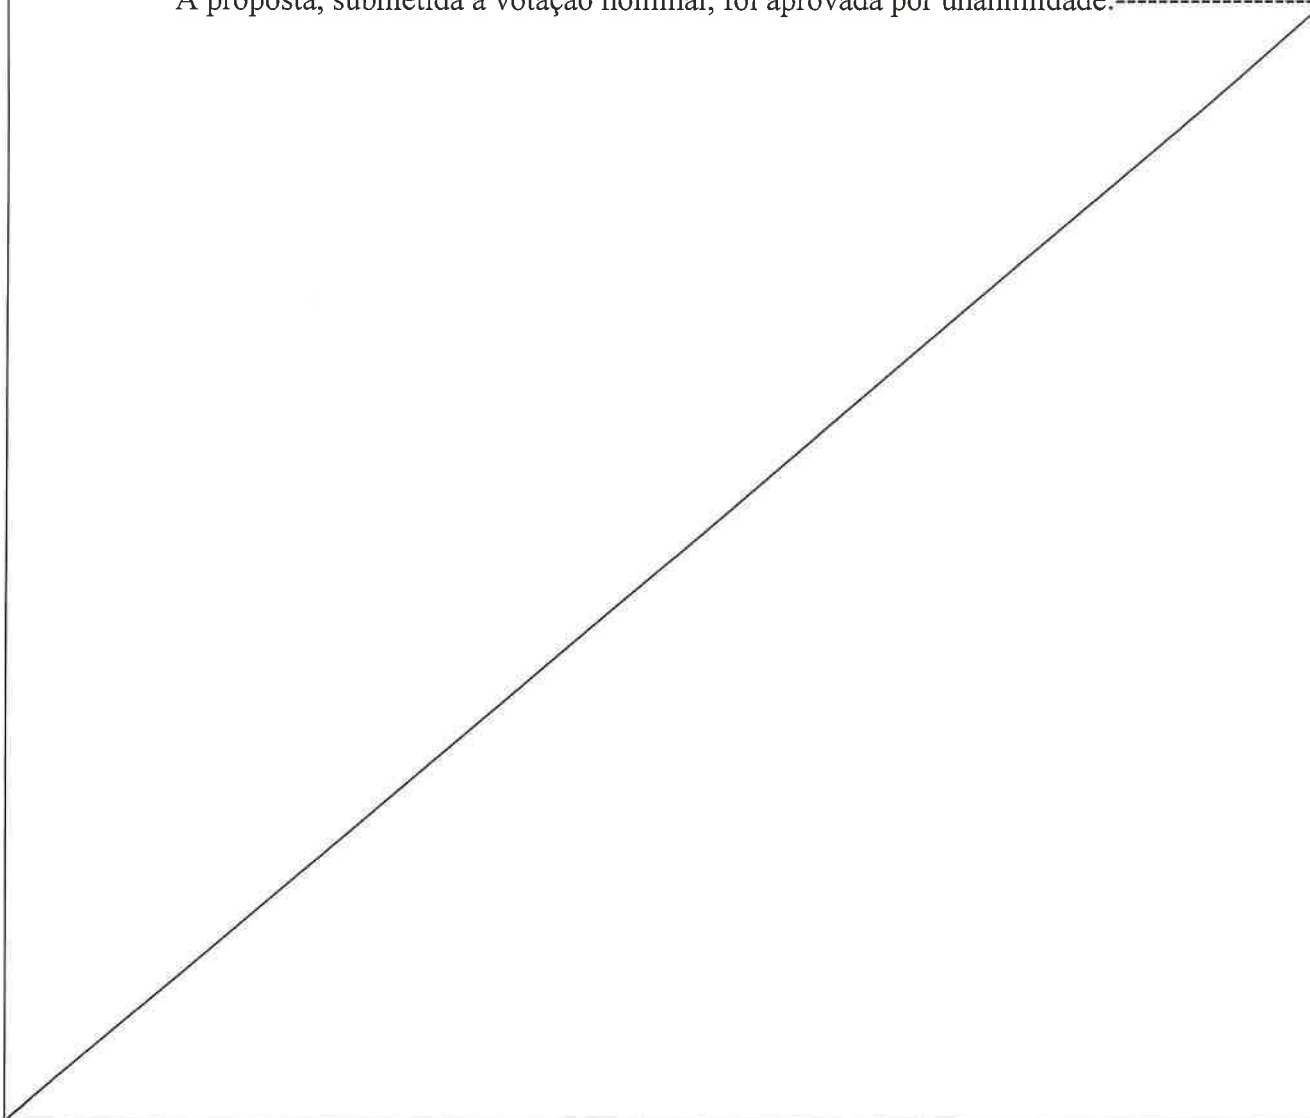 A proposta, submetida a votação nominal, foi aprovada por unanimidade.--------------------